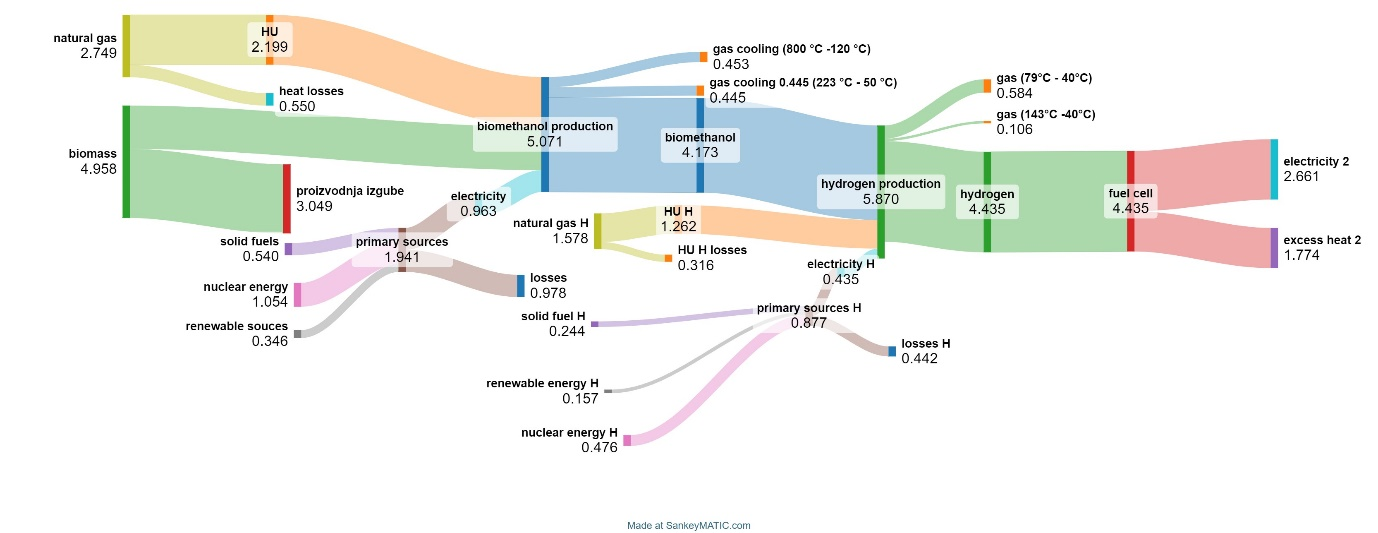 natural gas
2.749
HU
2.199
heat losses
0.550
biomass
4.958
proizvodnja izgube
3.049
solid fuels
0.540
nuclear energy
1.054
renewable souces
0.346
primary sources
1.941
electricity
0.963
losses
0.978
biomethanol production
5.071
gas cooling (800 °C -120 °C)
0.453
gas cooling 0.445 (223 °C - 50 °C)
0.445
biomethanol
4.173
natural gas H
1.578
HU H
1.262
HU H losses
0.316
solid fuel H
0.244
renewable energy H
0.157
nuclear energy H
0.476
primary sources H
0.877
electricity H
0.435
losses H
0.442
hydrogen production
5.870
gas (79°C - 40°C)
0.584
gas (143°C -40°C)
0.106
hydrogen
4.435
fuel cell
4.435
electricity 2
2.661
excess heat 2
1.774
Made at SankeyMATIC.com